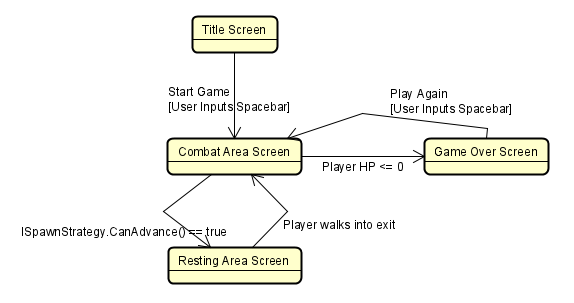 Title Screen
Start Game
[User Inputs Spacebar]
Play Again
[User Inputs Spacebar]
Combat Area Screen
Game Over Screen
Player HP <= 0
Player walks into exit
ISpawnStrategy.CanAdvance() == true
Resting Area Screen